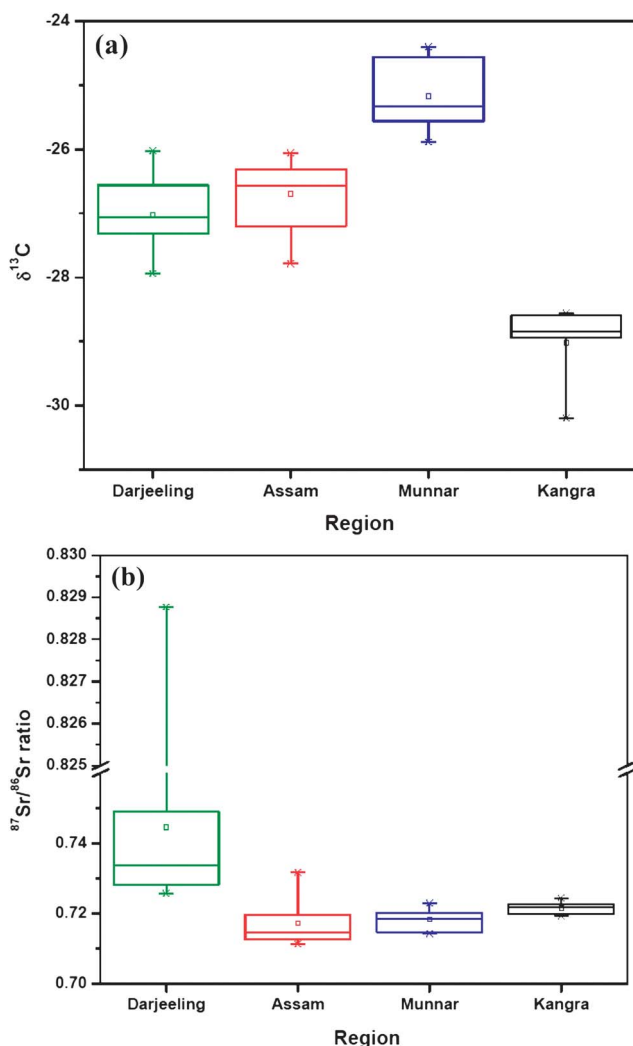 (a)
-24
-26
-28
-30
δ13C
Darjeeling Assam Munnar Kangra
Region
(b)
0.830
0.829
0.828
0.827
0.826
0.825
0.74
0.72
0.70
87Sr/86Sr ratio
Darjeeling Assam Munnar Kangra
Region